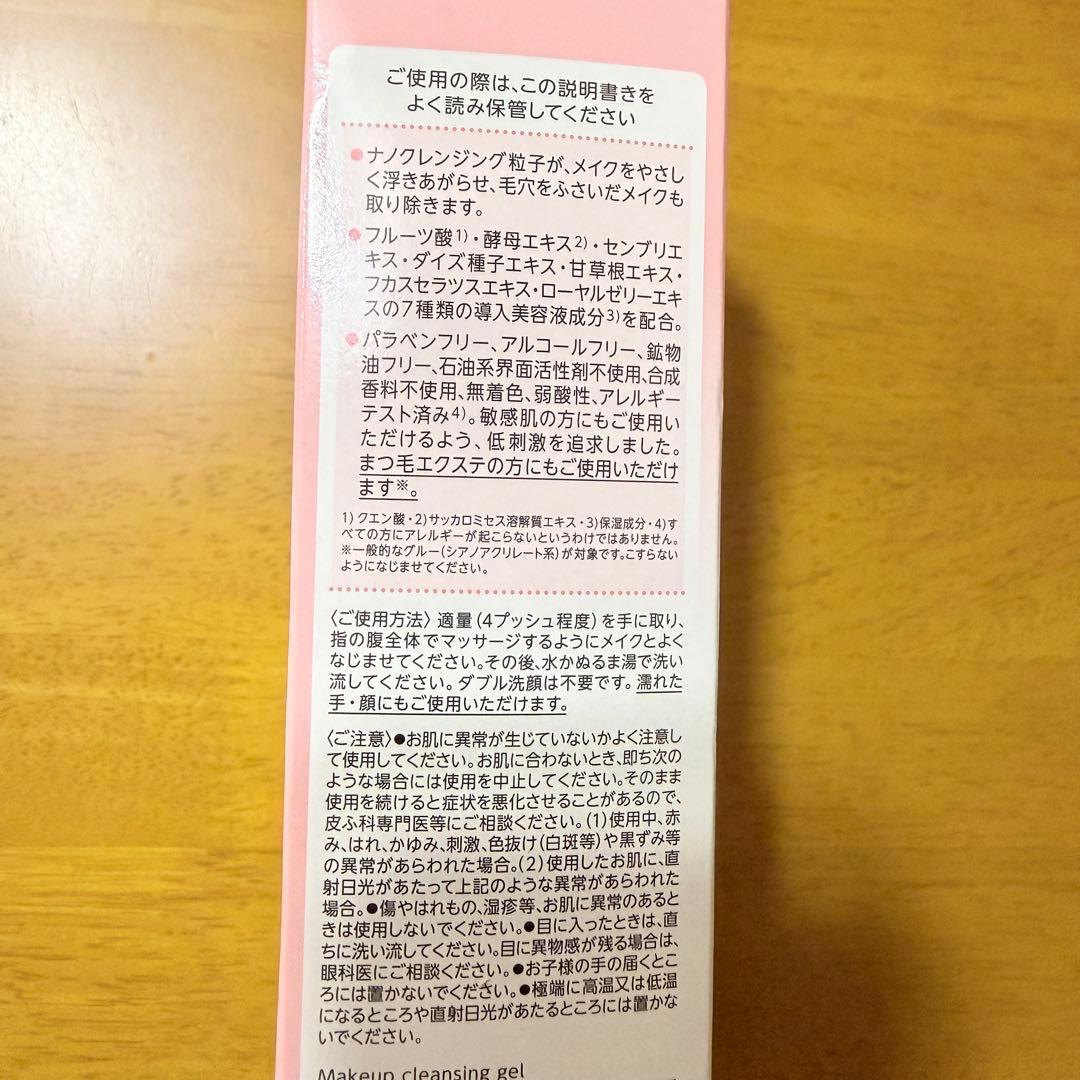 ご使用の際は、この説明書きを
よく読み保管してください
●ナノクレンジング粒子が、メイクをやさし
く浮きあがらせ、毛穴をふさいだメイクも
取り除きます。
●フルーツ酸1)・酵母エキス2)・センブリエ
キス・ダイズ種子エキス・甘草根エキス・
フカスセラツスエキス・ローヤルゼリーエキ
スの7種類の導入美容液成分3)を配合。
●パラベンフリー、アルコールフリー、鉱物
油フリー、石油系界面活性剤不使用、合成
香料不使用、無着色、弱酸性、アレルギー
テスト済み4)。敏感肌の方にもご使用い
ただけるよう、低刺激を追求しました。
まつ毛エクステの方にもご使用いただけ
ます※。
1)クエン酸・2)サッカロミセス溶解質エキス・3)保湿成分・4)す
べての方にアレルギーが起こらないというわけではありません。
※一般的なグルー(シアノアクリレート系)が対象です。こすらない
ようになじませてください。
〈ご使用方法〉適量(4プッシュ程度)を手に取り、
指の腹全体でマッサージするようにメイクとよく
なじませてください。その後、水かぬるま湯で洗い
流してください。ダブル洗顔は不要です。濡れた
手・顔にもご使用いただけます。
〈ご注意〉●お肌に異常が生じていないかよく注意し
て使用してください。お肌に合わないとき、即ち次の
ような場合には使用を中止してください。そのまま
使用を続けると症状を悪化させることがあるので、
皮ふ科専門医等にご相談ください。(1)使用中、赤
み、はれ、かゆみ、刺激、色抜け(白斑等)や黒ずみ等
の異常があらわれた場合。(2)使用したお肌に、直
射日光があたって上記のような異常があらわれた
場合。●傷やはれもの、湿疹等、お肌に異常のあると
きは使用しないでください。●目に入ったときは、直
ちに洗い流してください。目に異物感が残る場合は、
眼科医にご相談ください。●お子様の手の届くとこ
ろには置かないでください。●極端に高温又は低温
になるところや直射日光があたるところには置かな
いでください。
Makeup cleansing gel